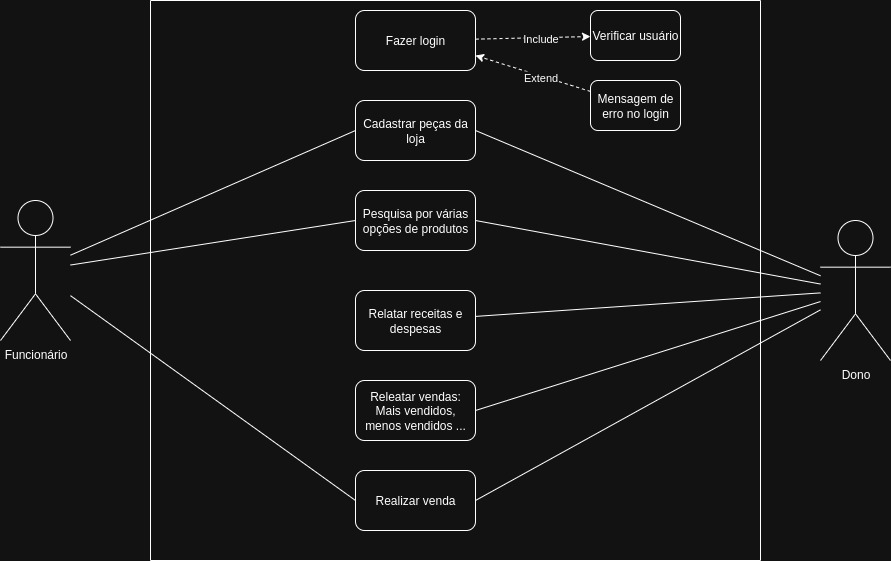 Fazer login
Include
Verificar usuário
Extend
Mensagem de
erro no login
Cadastrar peças da
loja
Pesquisa por várias
opções de produtos
Relatar receitas e
despesas
Funcionário
Dono
Releatar vendas:
Mais vendidos,
menos vendidos ...
Realizar venda